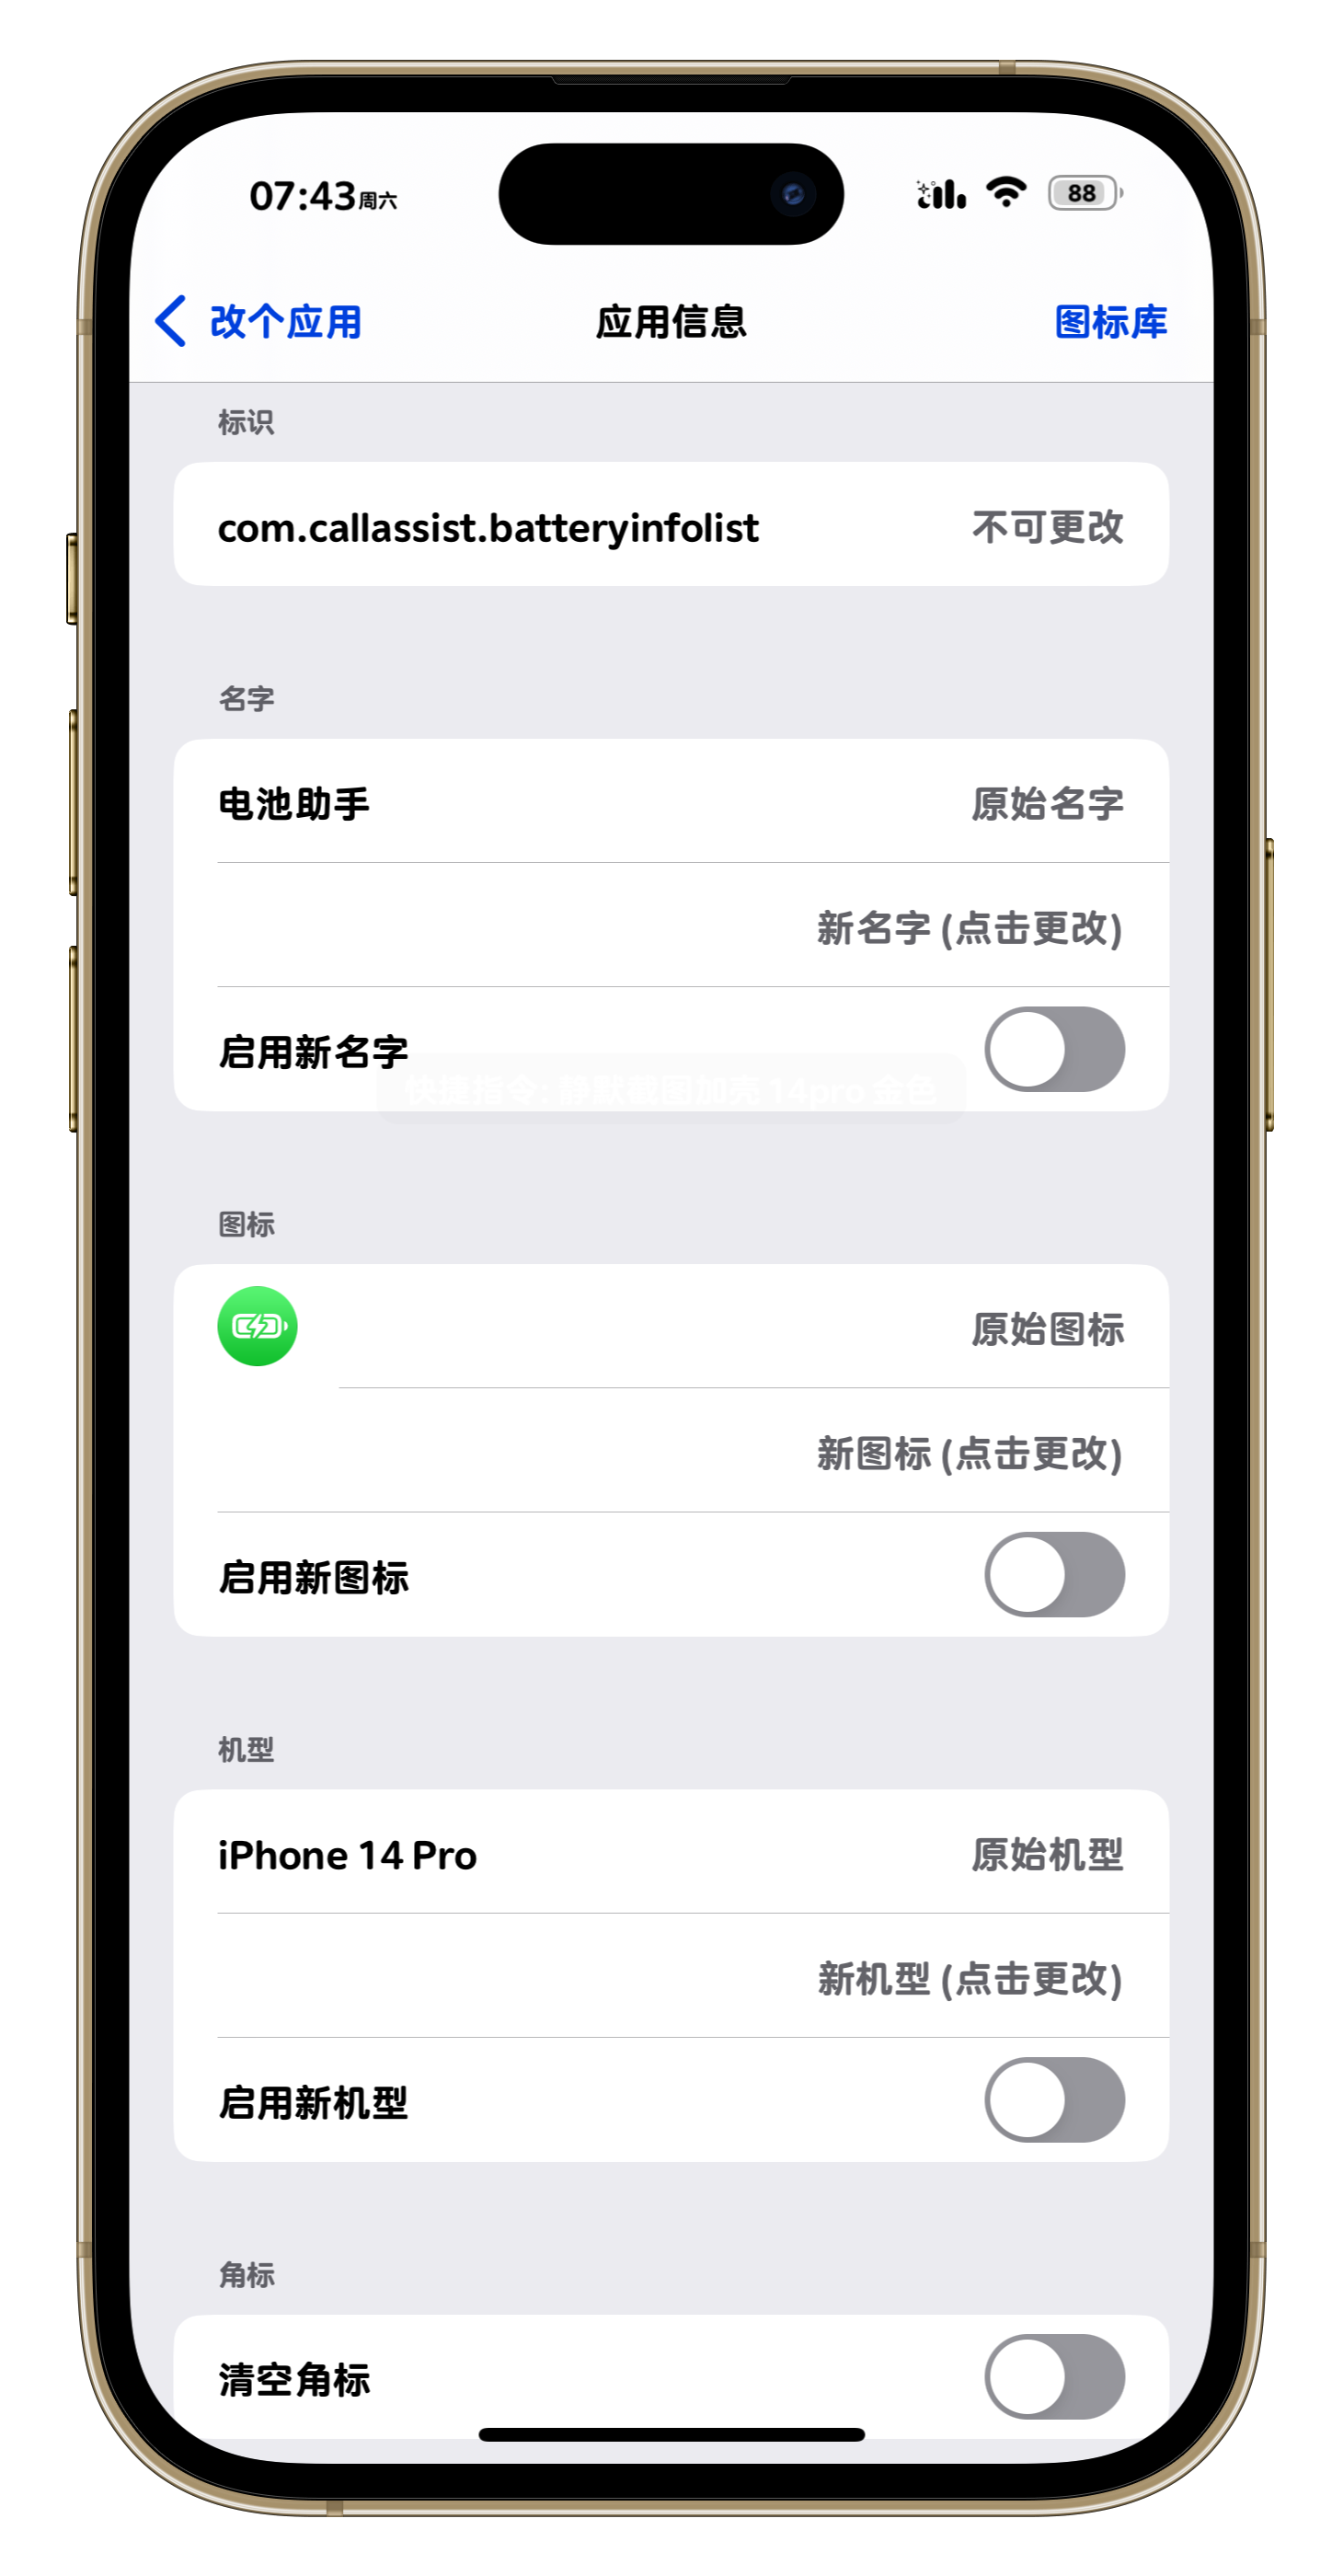 07:43周六
88
改个应用
应用信息
图标库
标识
com.callassist.batteryinfolist
不可更改
名字
电池助手
原始名字
新名字 (点击更改)
启用新名字
快捷指令: 静默截图加壳 14pro 金色
图标
原始图标
新图标 (点击更改)
启用新图标
机型
iPhone 14 Pro
原始机型
新机型 (点击更改)
启用新机型
角标
清空角标